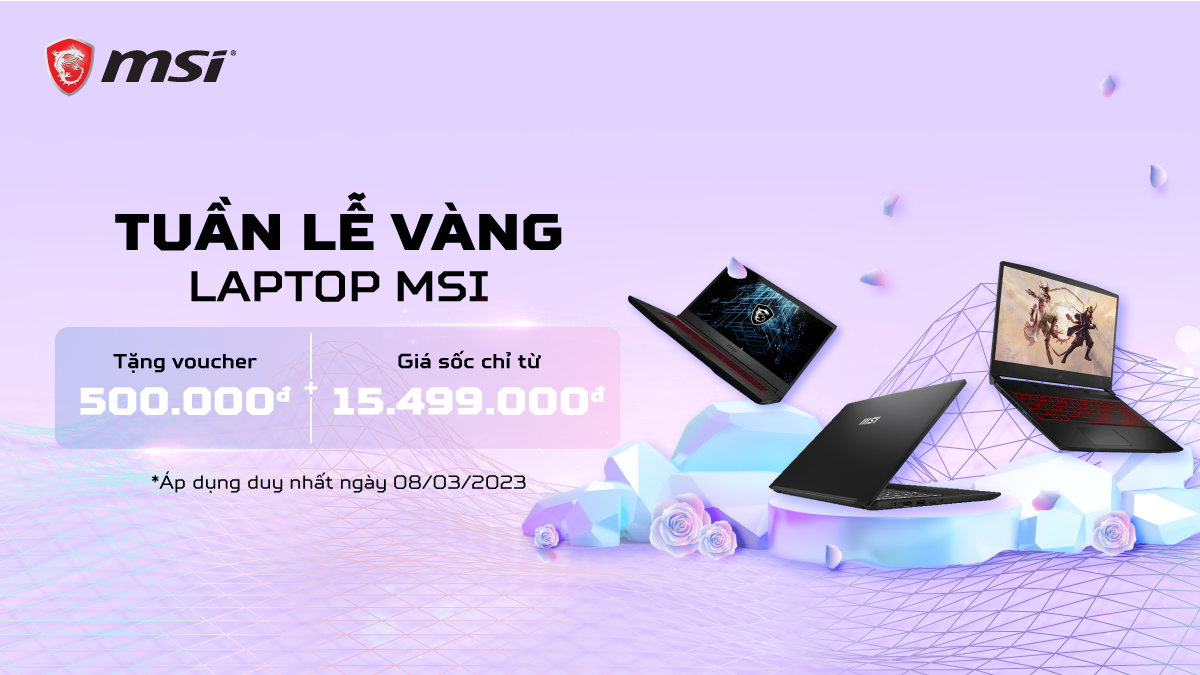 msi
TUẦN LỄ VÀNG
LAPTOP MSI
Tặng voucher
500.000đ
+
Giá sốc chỉ từ
15.499.000đ
*Áp dụng duy nhất ngày 08/03/2023
msi